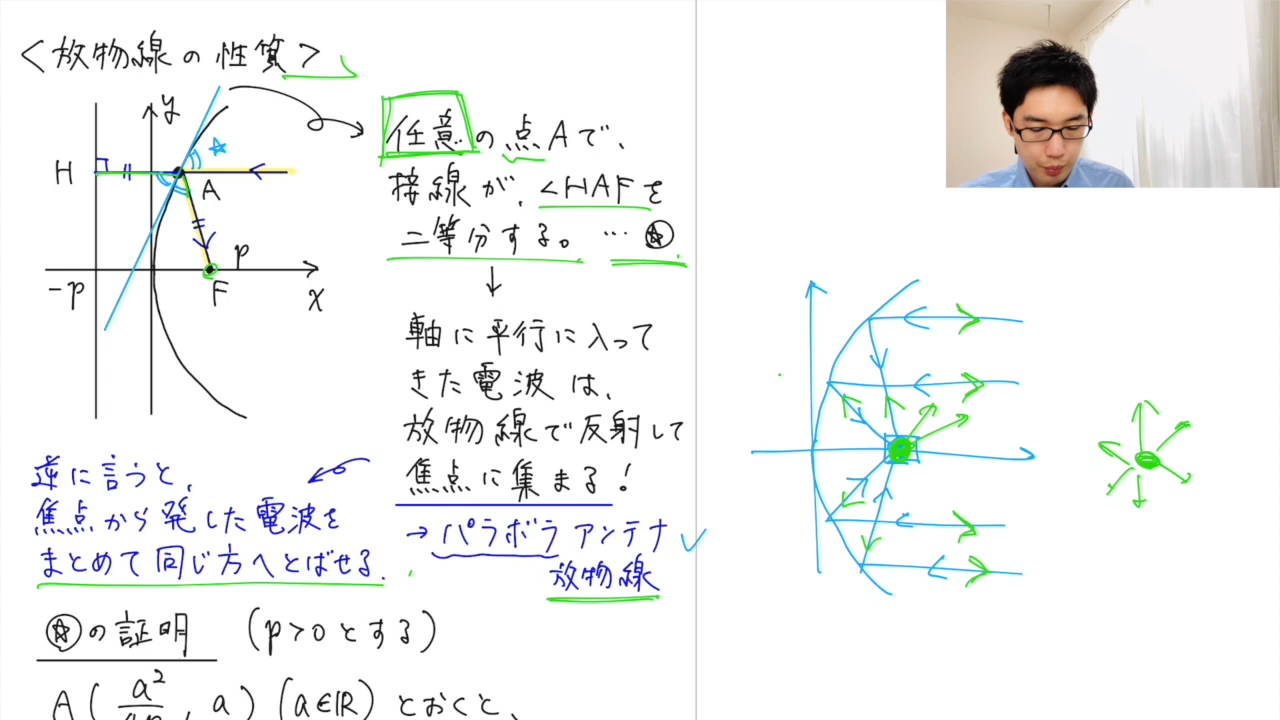 <放物線の性質>
y
H
A
p
-p
F
x
任意の点Aで、
接線が、∠HAFを
二等分する。…☆
↓
軸に平行に入って
きた電波は、
放物線で反射して
焦点に集まる!
→パラボラアンテナ
放物線
逆に言うと、
焦点から発した電波を
まとめて同じ方へとばせる.
☆の証明 (p>0とする)
A(a²/4p, a) (a∈ℝ)とおくと、